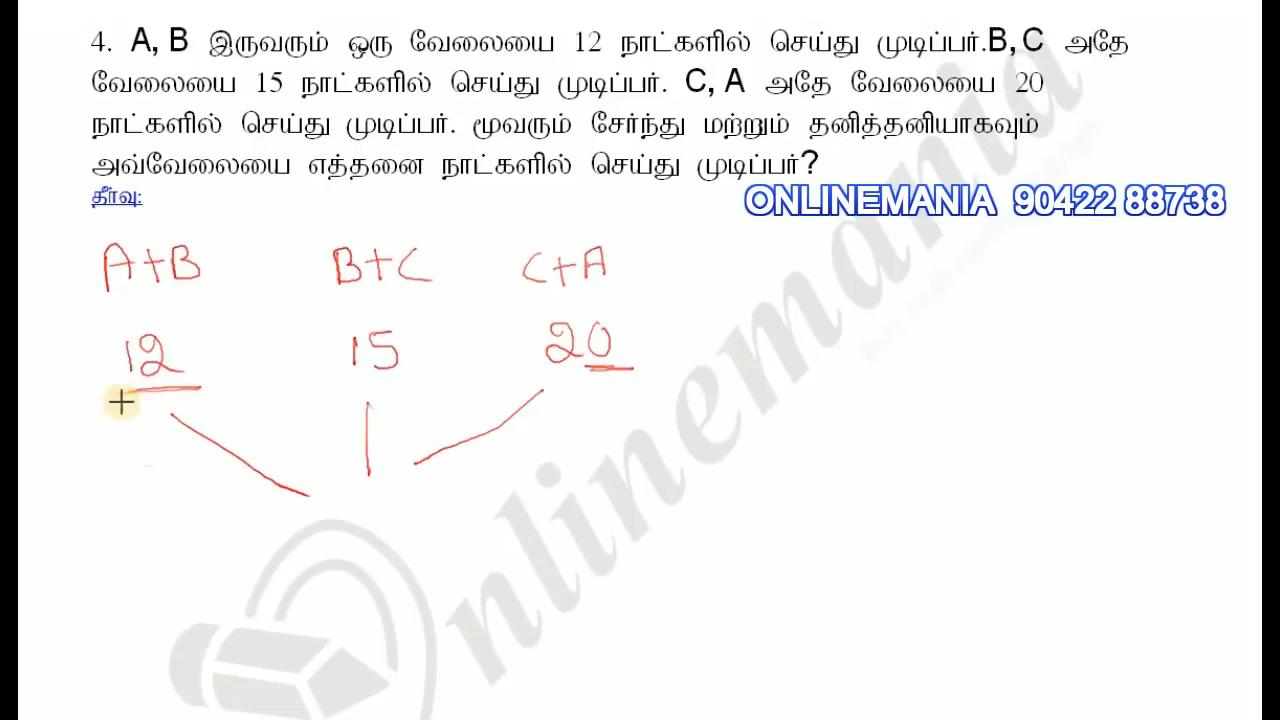 4. A, B இருவரும் ஒரு வேலையை 12 நாட்களில் செய்து முடிப்பர்.B, C அதே
வேலையை 15 நாட்களில் செய்து முடிப்பர். C, A அதே வேலையை 20
நாட்களில் செய்து முடிப்பர். மூவரும் சேர்ந்து மற்றும் தனித்தனியாகவும்
அவ்வேலையை எத்தனை நாட்களில் செய்து முடிப்பர்?
தீர்வு:
ONLINEMANIA 90422 88738
A+B B+C C+A
12 15 20
nlinemania